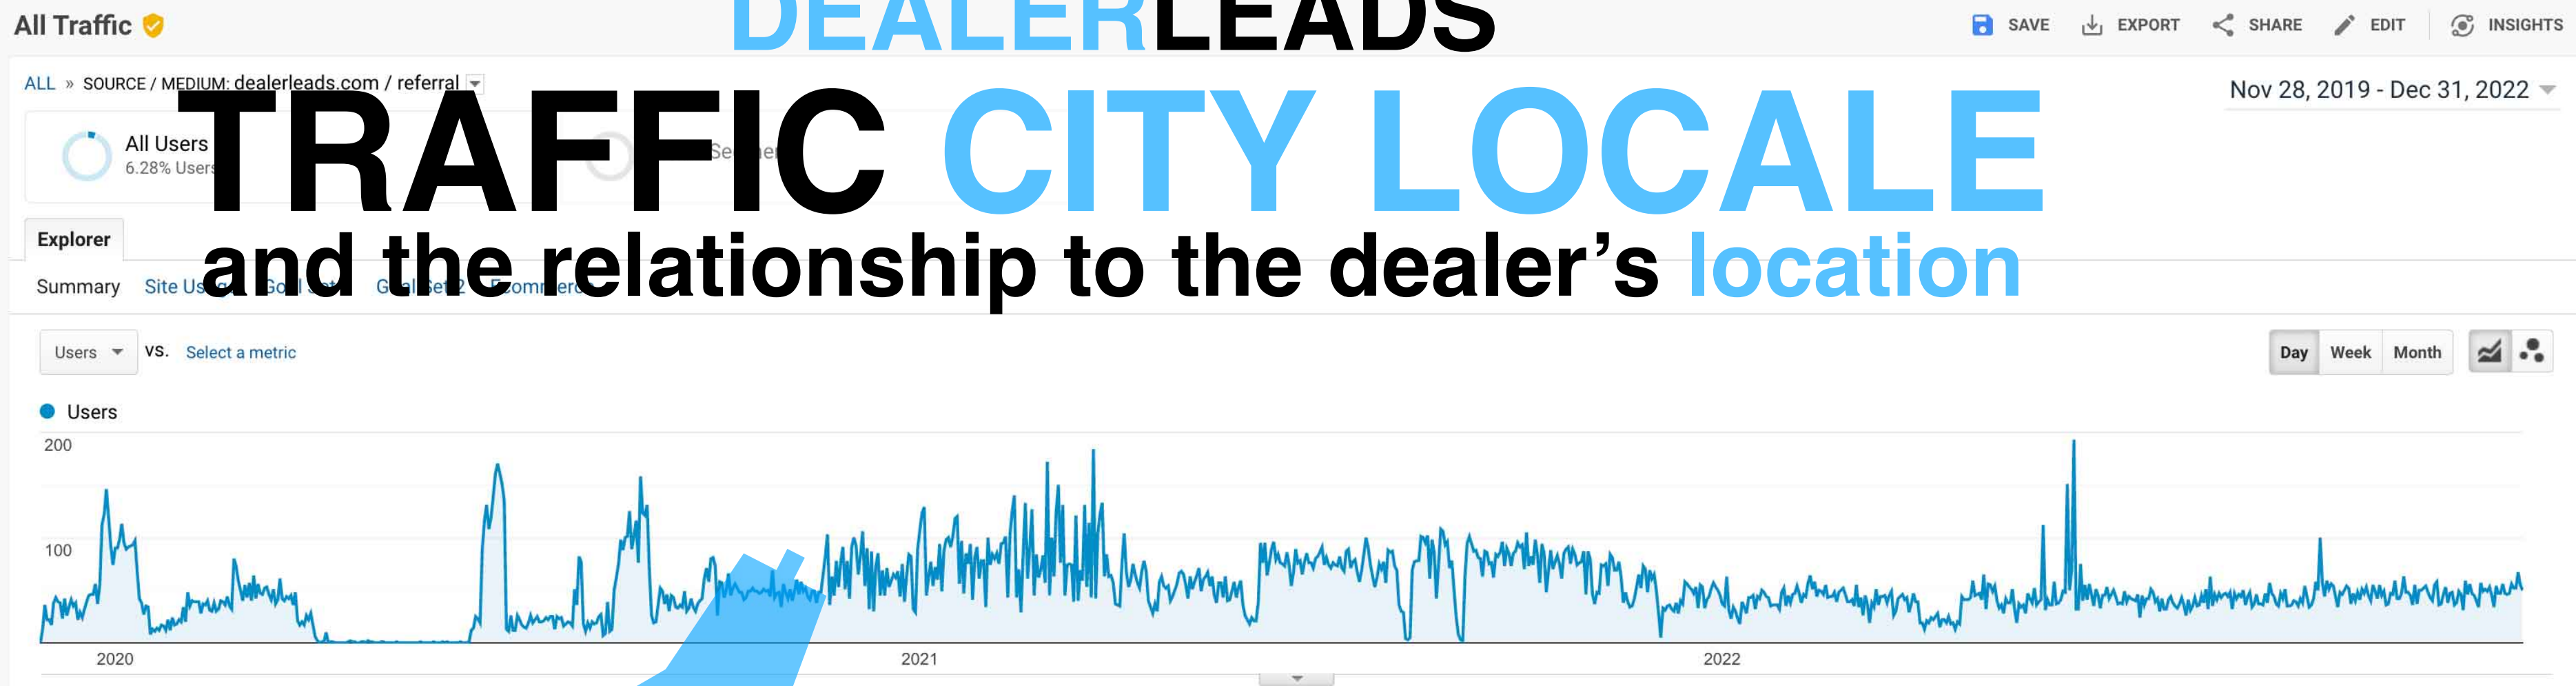 DEALERLEADS
All Traffic
SAVE EXPORT SHARE EDIT INSIGHTS
ALL » SOURCE / MEDIUM: dealerleads.com / referral
Nov 28, 2019 - Dec 31, 2022
TRAFFIC CITY LOCALE
All Users
6.28% Users
and the relationship to the dealer’s location
Explorer
Summary
Users VS. Select a metric
Day Week Month
Users
200
100
2020 2021 2022